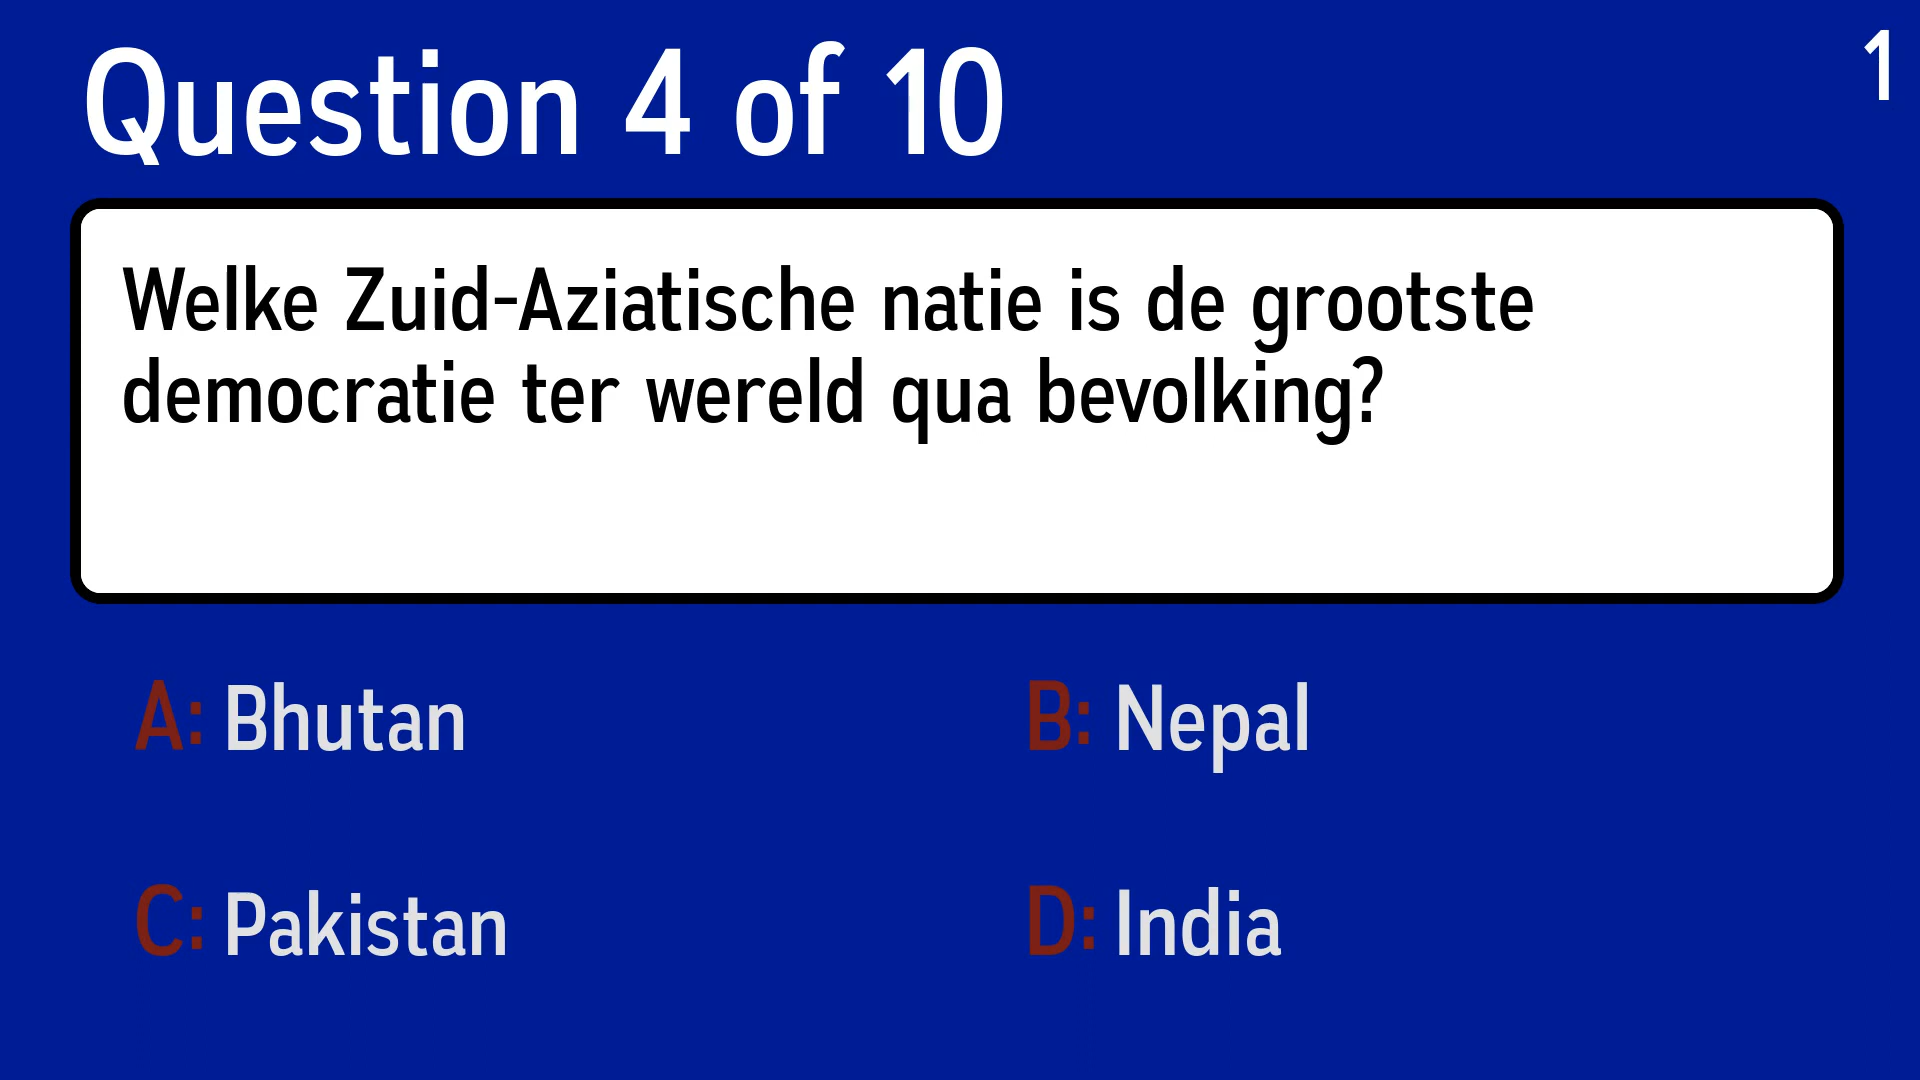 Question 4 of 10
1
Welke Zuid-Aziatische natie is de grootste
democratie ter wereld qua bevolking?
A: Bhutan
B: Nepal
C: Pakistan
D: India